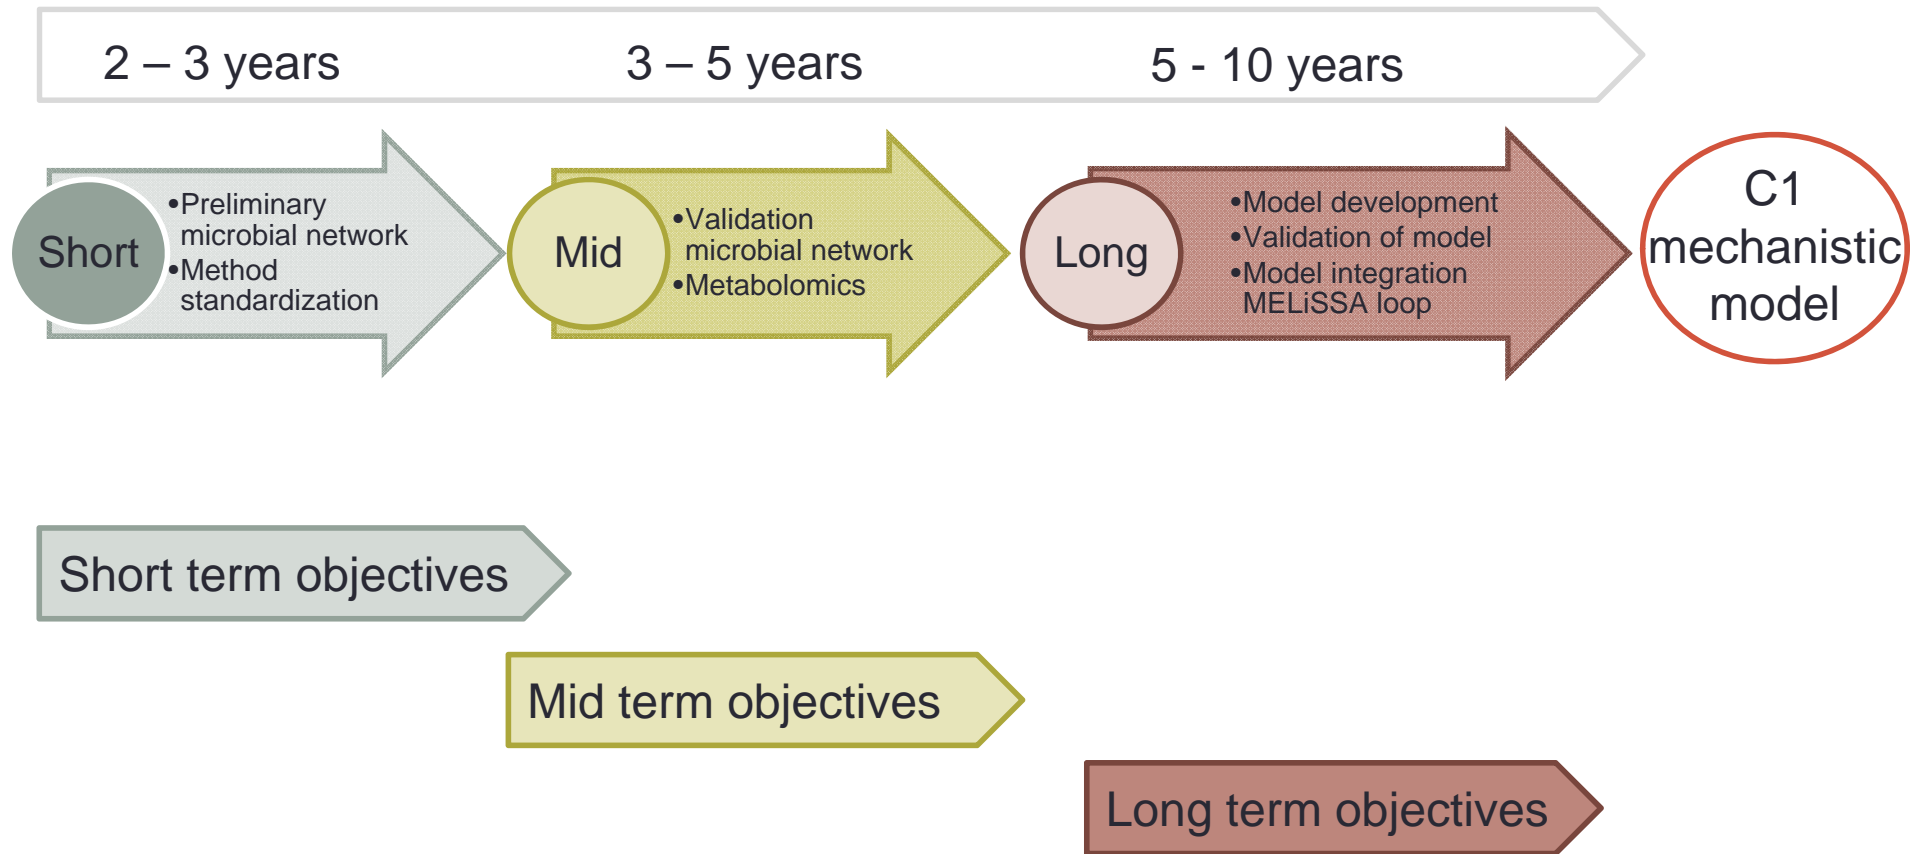 2 – 3 years
3 – 5 years
5 - 10 years
Short
•Preliminary
microbial network
•Method
standardization
Mid
•Validation
microbial network
•Metabolomics
Long
•Model development
•Validation of model
•Model integration
MELiSSA loop
C1
mechanistic
model
Short term objectives
Mid term objectives
Long term objectives